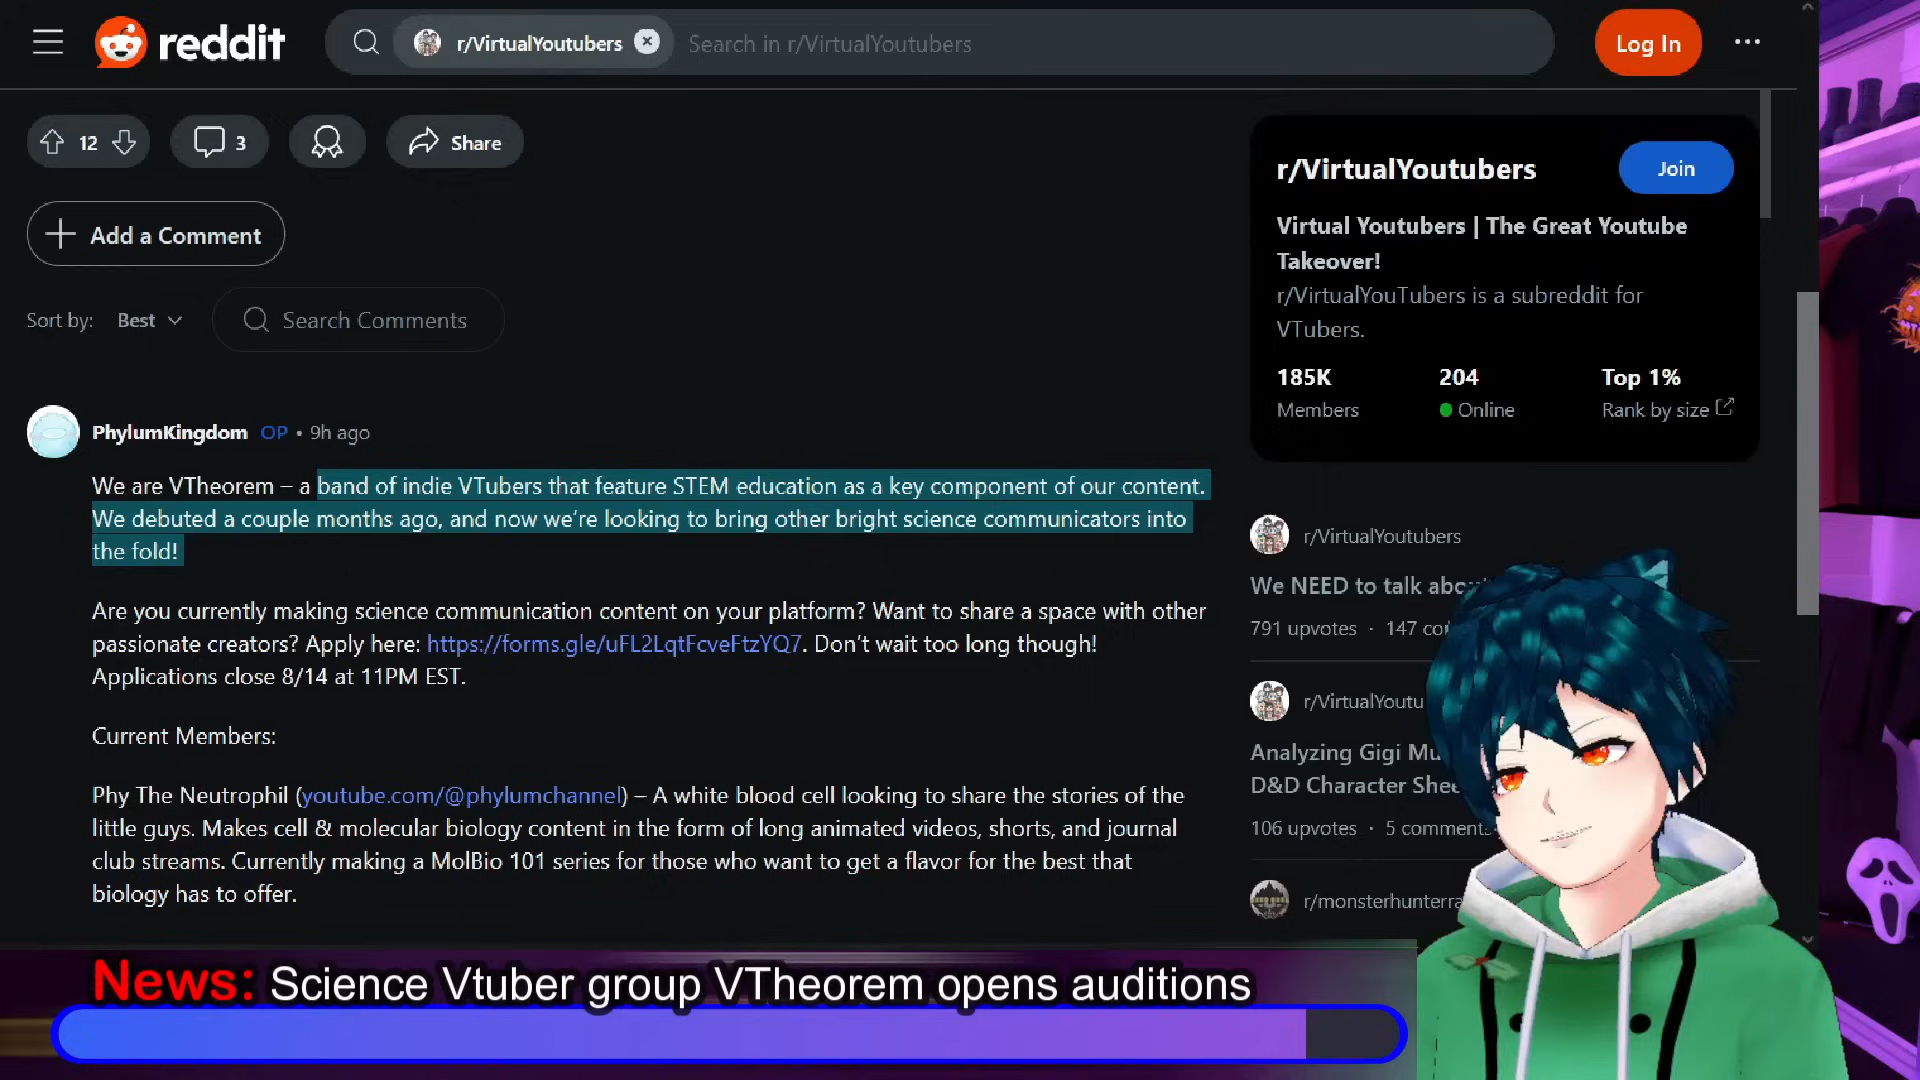 reddit
r/VirtualYoutubers
Search in r/VirtualYoutubers
Log In
12
3
Share
Add a Comment
Sort by: Best
Search Comments
PhylumKingdom OP • 9h ago
We are VTheorem – a band of indie VTubers that feature STEM education as a key component of our content.
We debuted a couple months ago, and now we're looking to bring other bright science communicators into
the fold!
Are you currently making science communication content on your platform? Want to share a space with other
passionate creators? Apply here: https://forms.gle/uFL2LqtFcveFtzYQ7. Don't wait too long though!
Applications close 8/14 at 11PM EST.
Current Members:
Phy The Neutrophil (youtube.com/@phylumchannel) – A white blood cell looking to share the stories of the
little guys. Makes cell & molecular biology content in the form of long animated videos, shorts, and journal
club streams. Currently making a MolBio 101 series for those who want to get a flavor for the best that
biology has to offer.
r/VirtualYoutubers
Join
Virtual Youtubers | The Great Youtube
Takeover!
r/VirtualYouTubers is a subreddit for
VTubers.
185K
Members
204
Online
Top 1%
Rank by size
r/VirtualYoutubers
We NEED to talk abou
791 upvotes · 147 co
r/VirtualYoutu
Analyzing Gigi Mu
D&D Character Shee
106 upvotes · 5 comments
r/monsterhunterra
News: Science Vtuber group VTheorem opens auditions